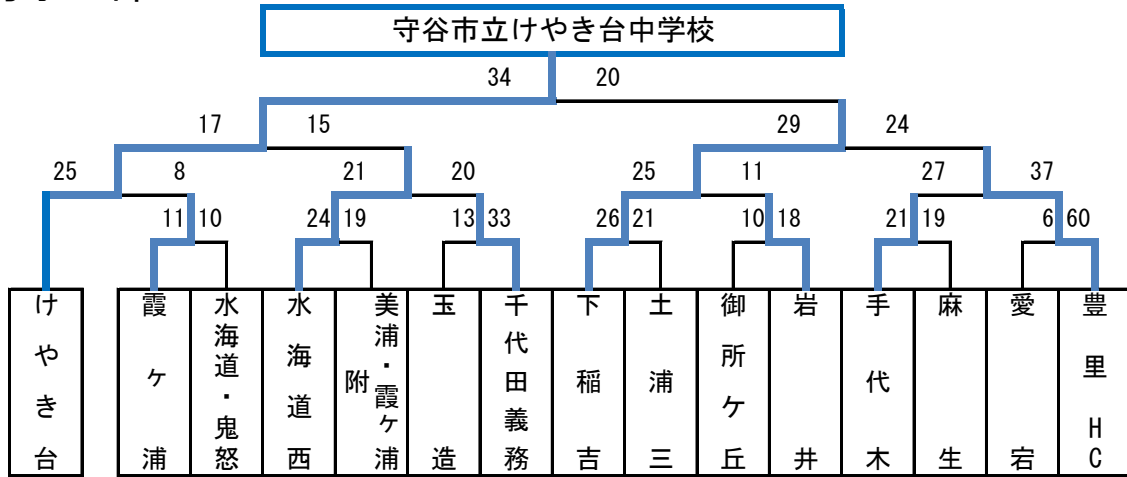 守谷市立けやき台中学校
34 20
17 15 29 24
25 8 21 20 25 11 27 37
11 10 24 19 13 33 26 21 10 18 21 19 6 60
けやき台
霞ヶ浦
水海道・鬼怒
水海道西
美浦・霞ヶ浦
附
玉造
千代田義務
下稲吉
土浦三
御所ケ丘
岩井
手代木
麻生
愛宕
豊里HC